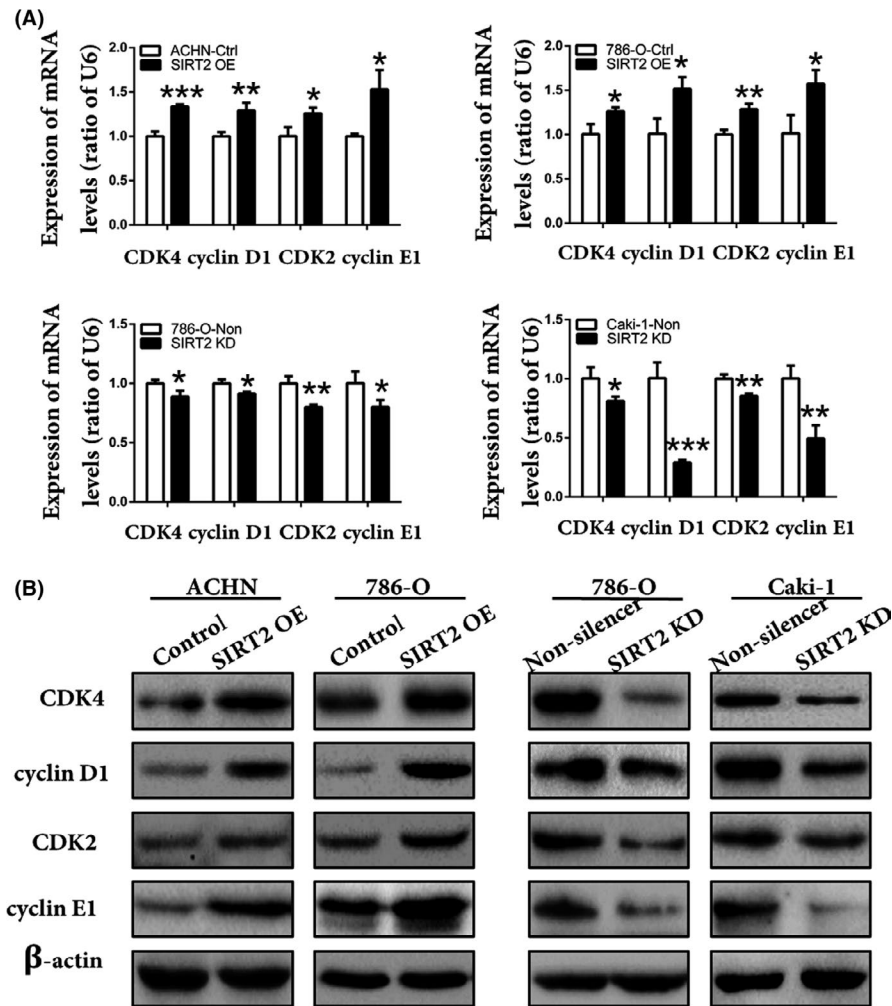 (A)
Expression of mRNA
levels (ratio of U6)
2.0
1.5
1.0
0.5
0.0
ACHN-Ctrl
SIRT2 OE
*** ** * *
CDK4 cyclin D1 CDK2 cyclin E1
Expression of mRNA
levels (ratio of U6)
2.0
1.5
1.0
0.5
0.0
786-O-Ctrl
SIRT2 OE
* * ** *
CDK4 cyclin D1 CDK2 cyclin E1
Expression of mRNA
levels (ratio of U6)
1.5
1.0
0.5
0.0
786-O-Non
SIRT2 KD
* * ** *
CDK4 cyclin D1 CDK2 cyclin E1
Expression of mRNA
levels (ratio of U6)
1.5
1.0
0.5
0.0
Caki-1-Non
SIRT2 KD
* *** ** **
CDK4 cyclin D1 CDK2 cyclin E1
(B)
ACHN 786-O 786-O Caki-1
Control SIRT2 OE Control SIRT2 OE Non-silencer SIRT2 KD Non-silencer SIRT2 KD
CDK4
cyclin D1
CDK2
cyclin E1
β-actin